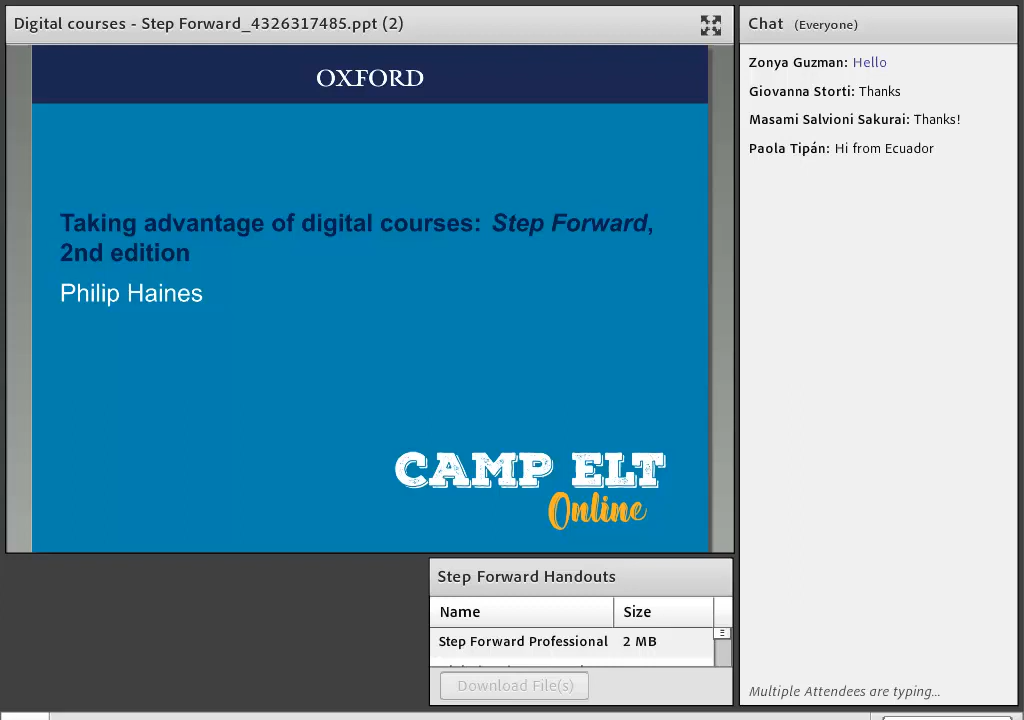 Digital courses - Step Forward_4326317485.ppt (2)
OXFORD
Taking advantage of digital courses: Step Forward,
2nd edition
Philip Haines
CAMP ELT
Online
Step Forward Handouts
Name Size
Step Forward Professional 2 MB
Download File(s)
Chat (Everyone)
Zonya Guzman: Hello
Giovanna Storti: Thanks
Masami Salvioni Sakurai: Thanks!
Paola Tipán: Hi from Ecuador
Multiple Attendees are typing...